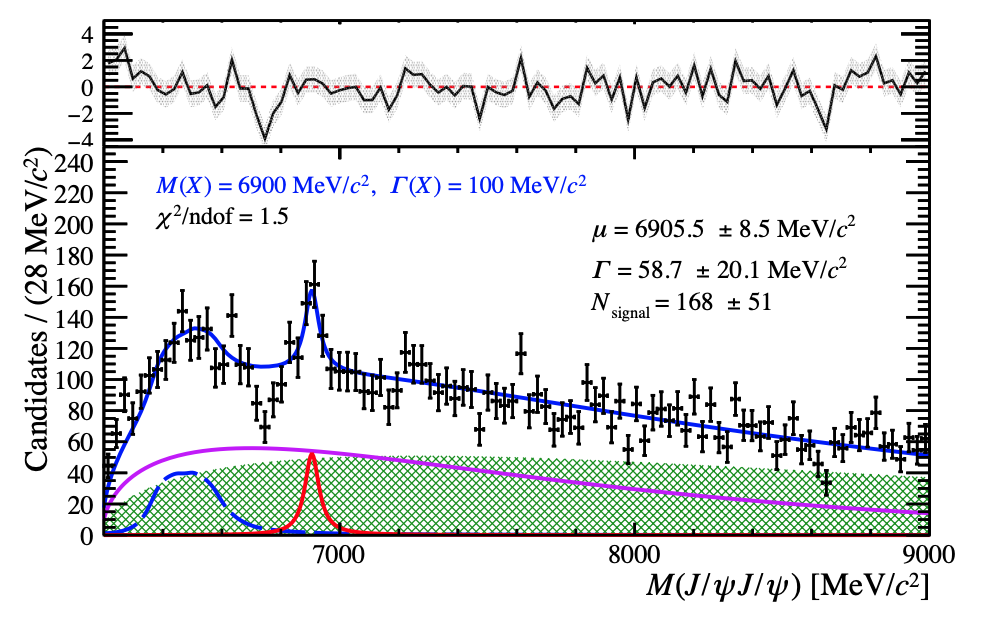 4
2
0
−2
−4
Candidates / (28 MeV/c²)
240
220
200
180
160
140
120
100
80
60
40
20
0
M(X) = 6900 MeV/c², Γ(X) = 100 MeV/c²
χ²/ndof = 1.5
μ = 6905.5 ± 8.5 MeV/c²
Γ = 58.7 ± 20.1 MeV/c²
N_signal = 168 ± 51
7000 8000 9000
M(J/ψJ/ψ) [MeV/c²]